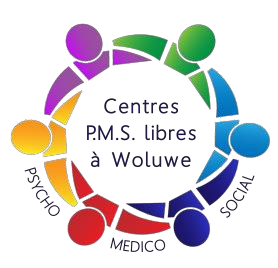 Centres
P.M.S. libres
à Woluwe
PSYCHO
MEDICO
SOCIAL